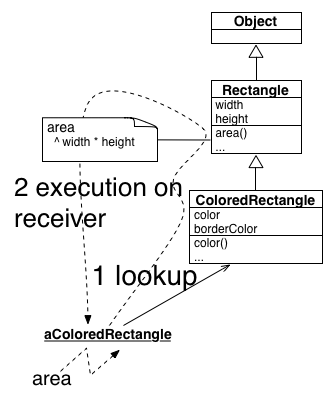 Object
Rectangle
width
height
area()
...
area
^ width * height
2 execution on
receiver
ColoredRectangle
color
borderColor
color()
...
1 lookup
aColoredRectangle
area